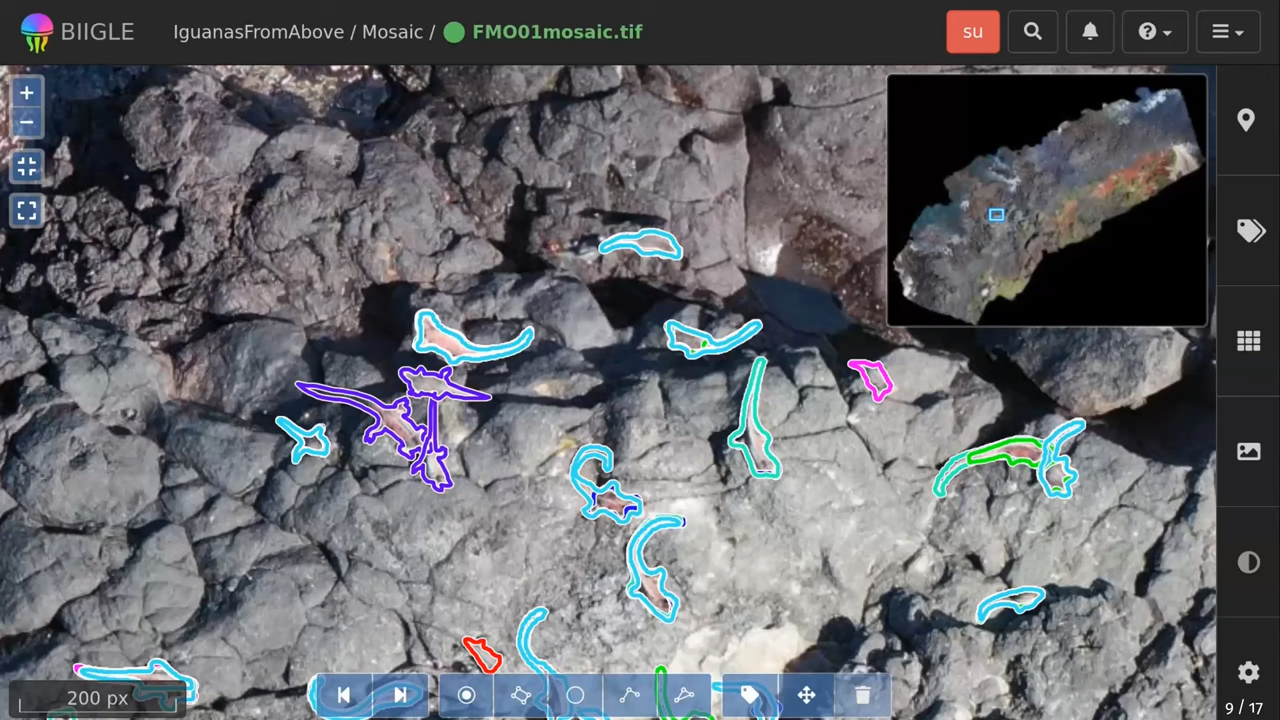 BIIGLE
IguanasFromAbove / Mosaic / FMO01mosaic.tif
su
+
−
200 px
9 / 17